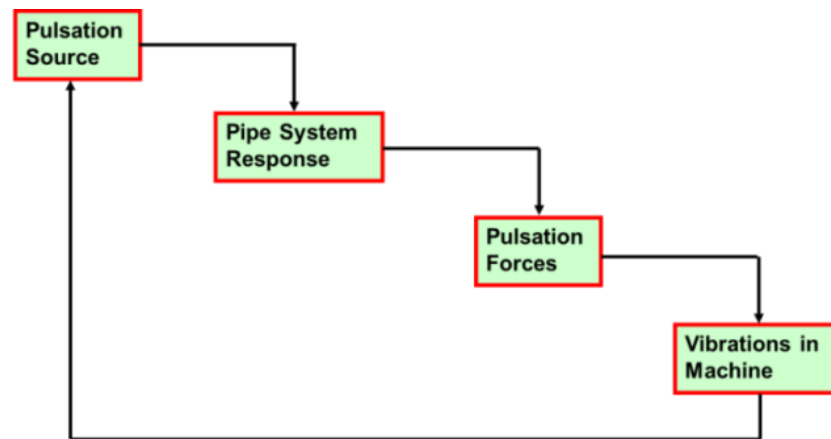 Pulsation
Source
Pipe System
Response
Pulsation
Forces
Vibrations in
Machine